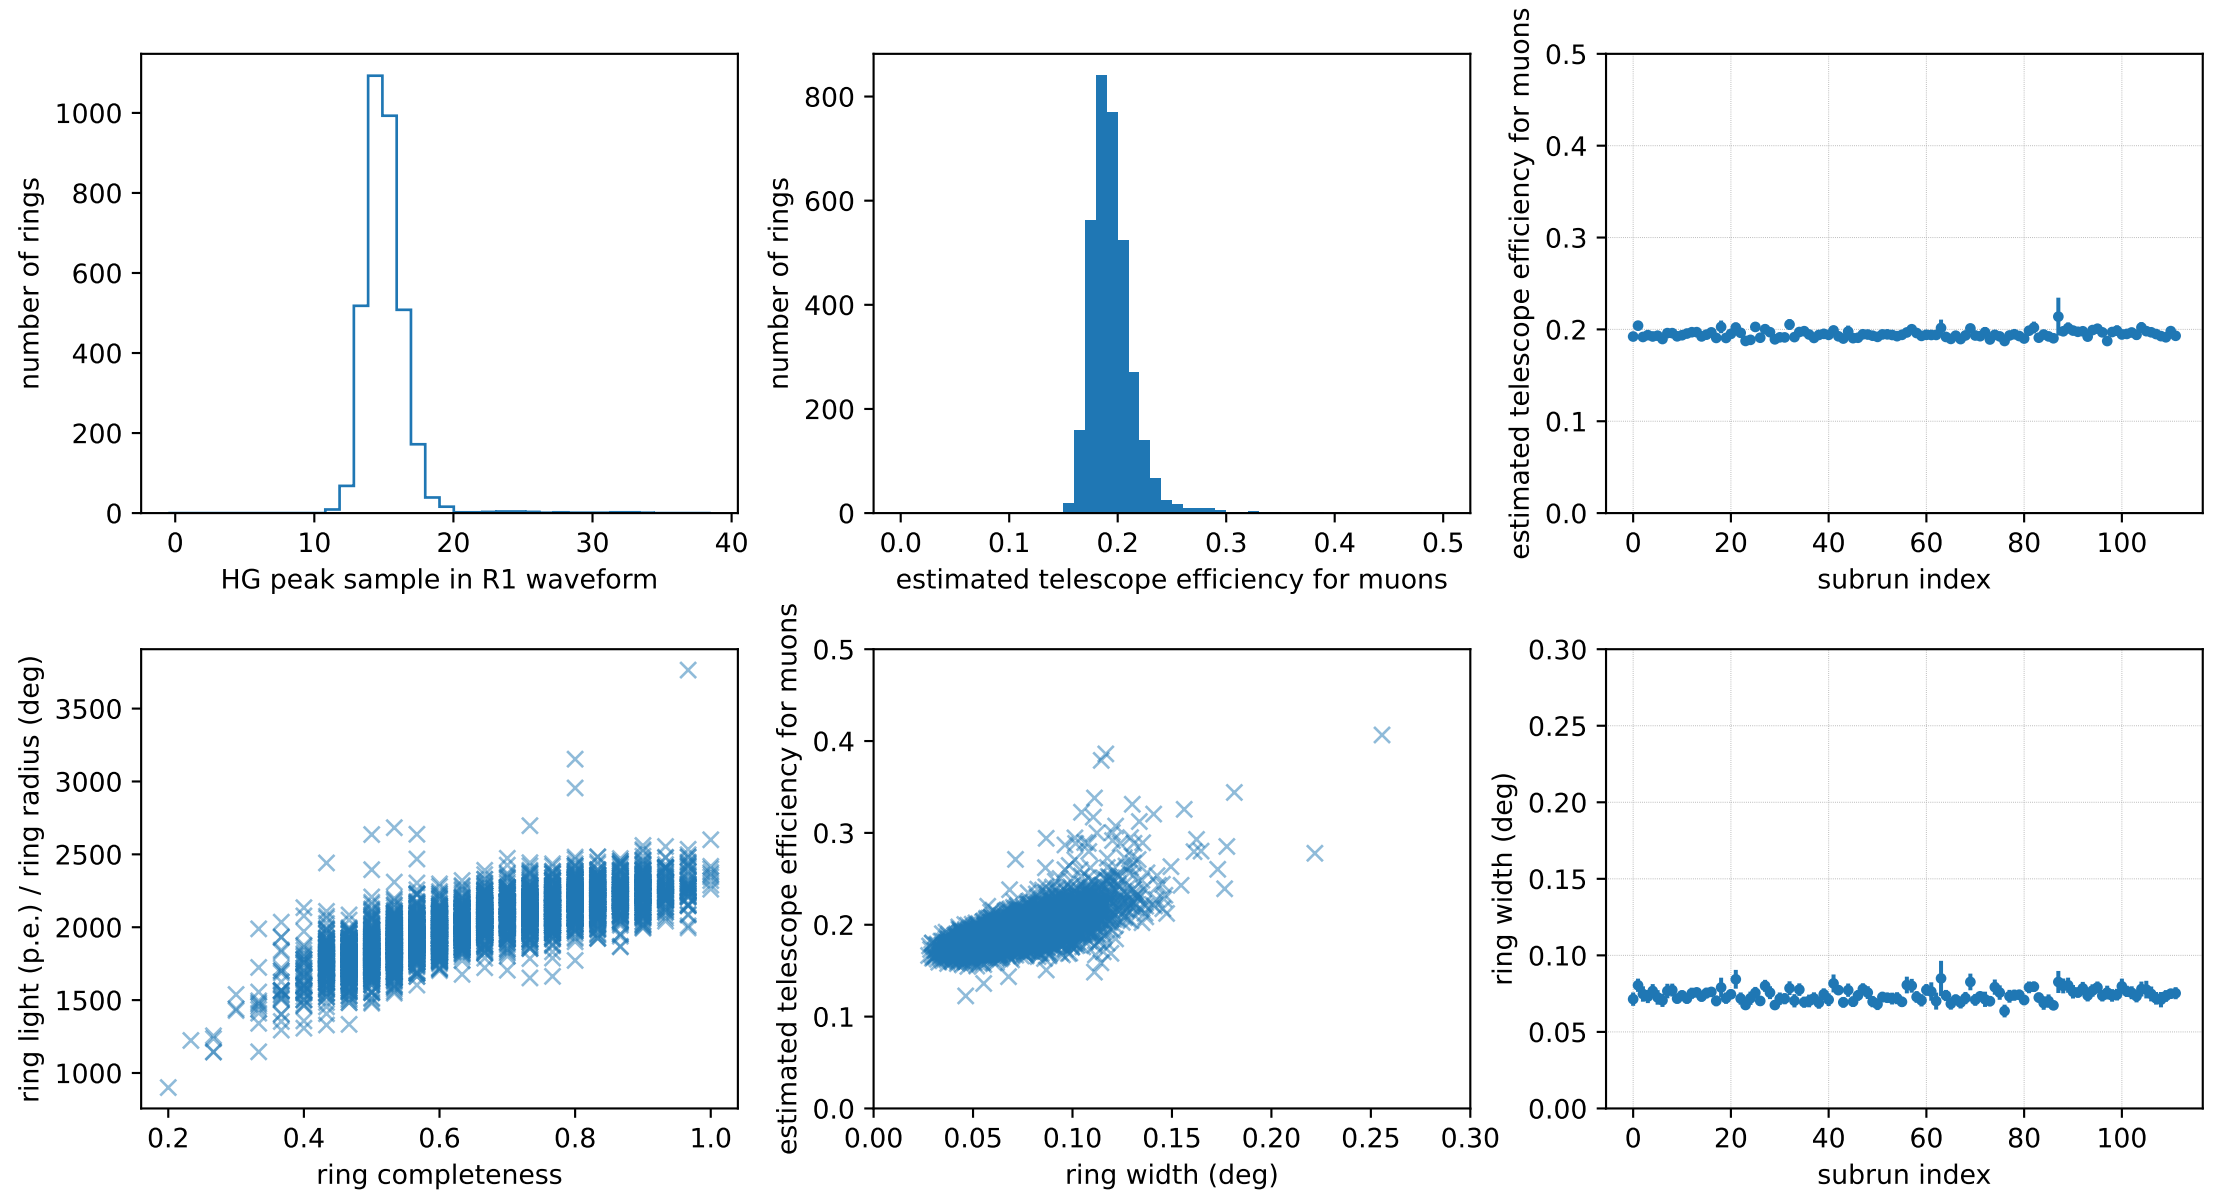 number of rings
1000
800
600
400
200
0
0 10 20 30 40
HG peak sample in R1 waveform
number of rings
800
600
400
200
0
0.0 0.1 0.2 0.3 0.4 0.5
estimated telescope efficiency for muons
estimated telescope efficiency for muons
0.5
0.4
0.3
0.2
0.1
0.0
0 20 40 60 80 100
subrun index
ring light (p.e.) / ring radius (deg)
3500
3000
2500
2000
1500
1000
0.2 0.4 0.6 0.8 1.0
ring completeness
estimated telescope efficiency for muons
0.5
0.4
0.3
0.2
0.1
0.0
0.00 0.05 0.10 0.15 0.20 0.25 0.30
ring width (deg)
ring width (deg)
0.30
0.25
0.20
0.15
0.10
0.05
0.00
0 20 40 60 80 100
subrun index